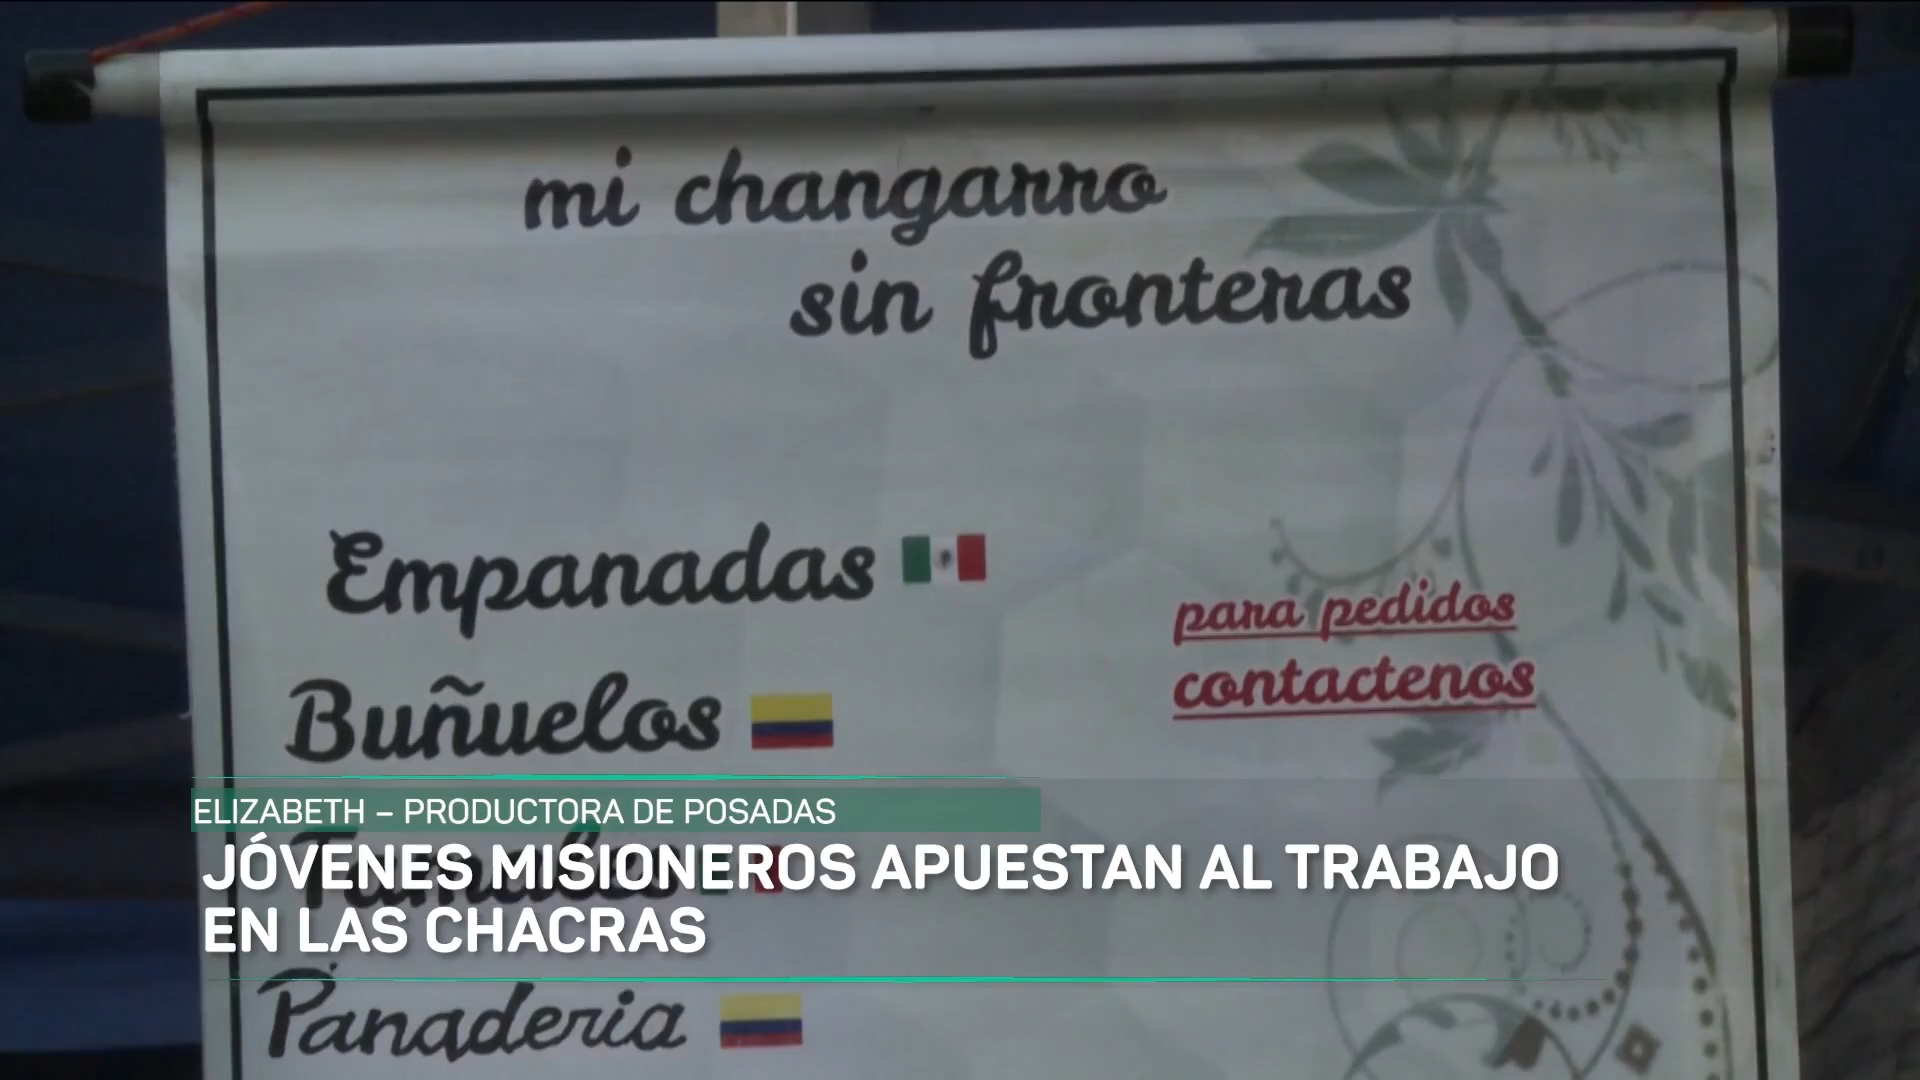 mi changarro
sin fronteras
Empanadas
para pedidos
contactenos
Buñuelos
ELIZABETH – PRODUCTORA DE POSADAS
Tamales
JÓVENES MISIONEROS APUESTAN AL TRABAJO
EN LAS CHACRAS
Panaderia